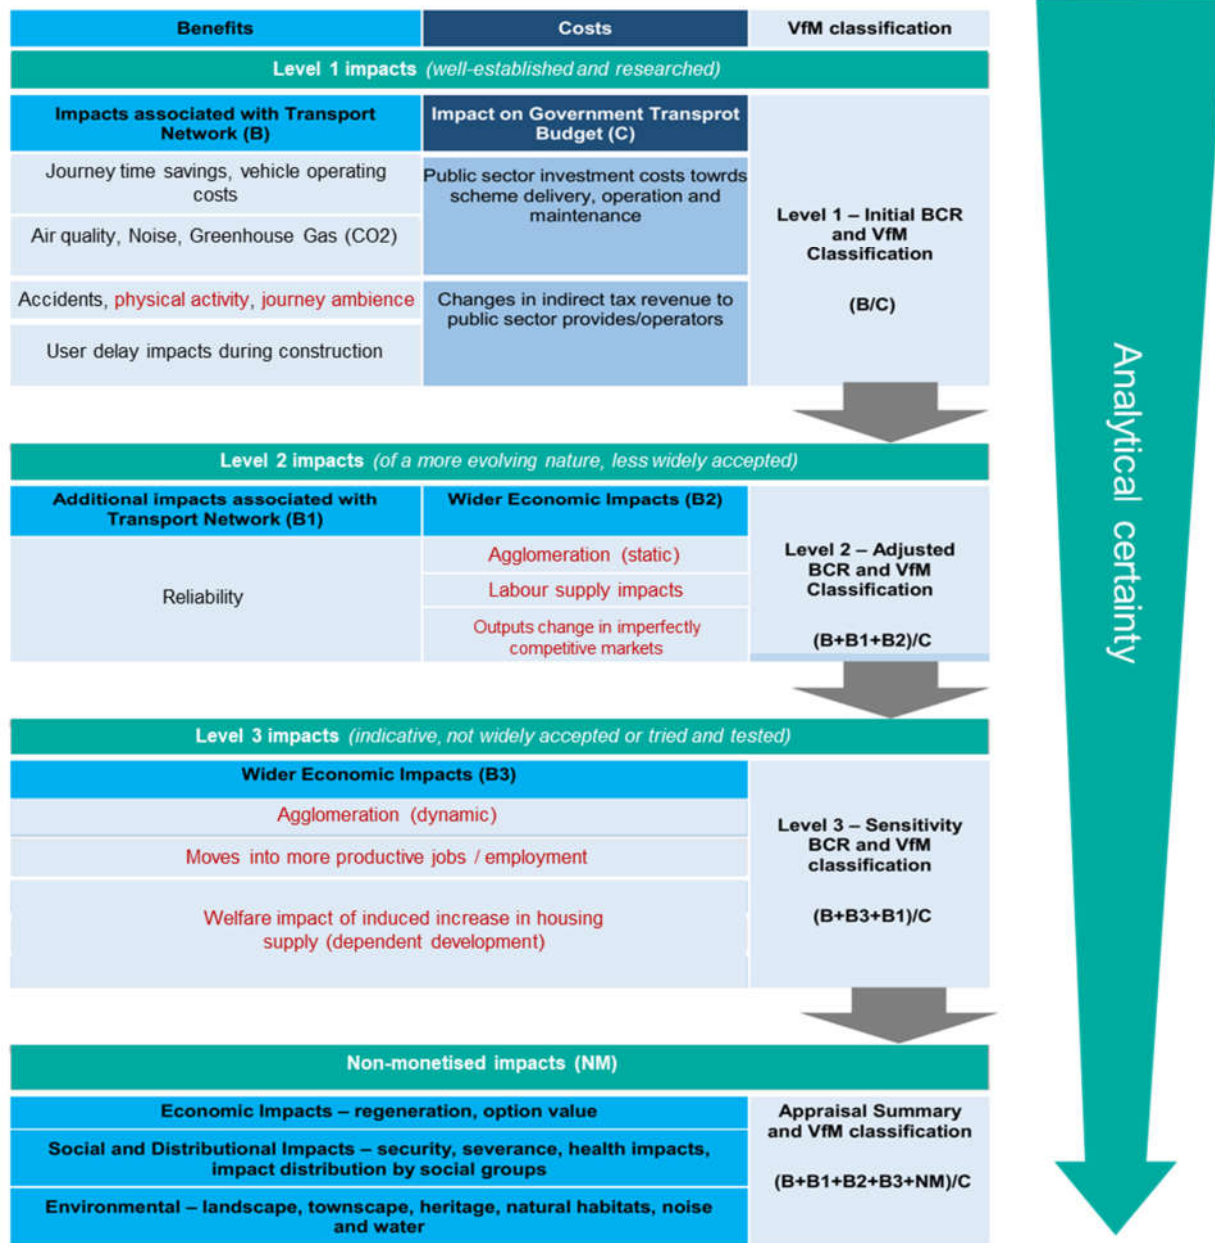 Benefits
Costs
VfM classification
Level 1 impacts (well-established and researched)
Impacts associated with Transport
Network (B)
Impact on Government Transprot
Budget (C)
Journey time savings, vehicle operating
costs
Air quality, Noise, Greenhouse Gas (CO2)
Accidents, physical activity, journey ambience
User delay impacts during construction
Public sector investment costs towrds
scheme delivery, operation and
maintenance
Changes in indirect tax revenue to
public sector provides/operators
Level 1 – Initial BCR
and VfM
Classification
(B/C)
Level 2 impacts (of a more evolving nature, less widely accepted)
Additional impacts associated with
Transport Network (B1)
Wider Economic Impacts (B2)
Reliability
Agglomeration (static)
Labour supply impacts
Outputs change in imperfectly
competitive markets
Level 2 – Adjusted
BCR and VfM
Classification
(B+B1+B2)/C
Level 3 impacts (indicative, not widely accepted or tried and tested)
Wider Economic Impacts (B3)
Agglomeration (dynamic)
Moves into more productive jobs / employment
Welfare impact of induced increase in housing
supply (dependent development)
Level 3 – Sensitivity
BCR and VfM
classification
(B+B3+B1)/C
Non-monetised impacts (NM)
Economic Impacts – regeneration, option value
Social and Distributional Impacts – security, severance, health impacts,
impact distribution by social groups
Environmental – landscape, townscape, heritage, natural habitats, noise
and water
Appraisal Summary
and VfM classification
(B+B1+B2+B3+NM)/C
Analytical certainty